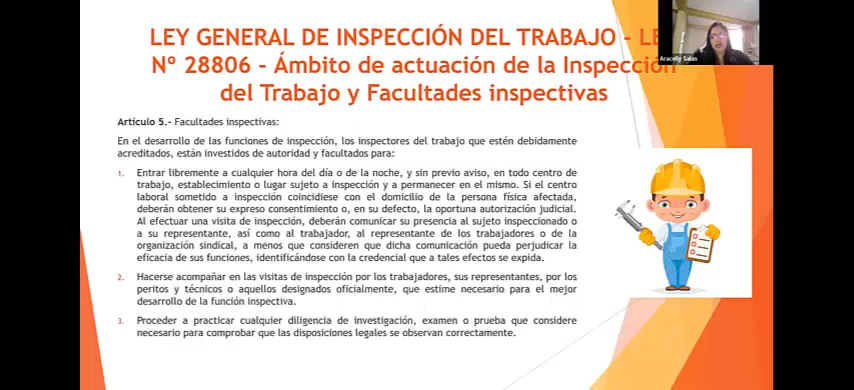 LEY GENERAL DE INSPECCIÓN DEL TRABAJO - LE
Nº 28806 - Ámbito de actuación de la Inspección
del Trabajo y Facultades inspectivas
Aracelly Salas
Artículo 5.- Facultades inspectivas:
En el desarrollo de las funciones de inspección, los inspectores del trabajo que estén debidamente
acreditados, están investidos de autoridad y facultados para:
1. Entrar libremente a cualquier hora del día o de la noche, y sin previo aviso, en todo centro de
trabajo, establecimiento o lugar sujeto a inspección y a permanecer en el mismo. Si el centro
laboral sometido a inspección coincidiese con el domicilio de la persona física afectada,
deberán obtener su expreso consentimiento o, en su defecto, la oportuna autorización judicial.
Al efectuar una visita de inspección, deberán comunicar su presencia al sujeto inspeccionado o
a su representante, así como al trabajador, al representante de los trabajadores o de la
organización sindical, a menos que consideren que dicha comunicación pueda perjudicar la
eficacia de sus funciones, identificándose con la credencial que a tales efectos se expida.
2. Hacerse acompañar en las visitas de inspección por los trabajadores, sus representantes, por los
peritos y técnicos o aquellos designados oficialmente, que estime necesario para el mejor
desarrollo de la función inspectiva.
3. Proceder a practicar cualquier diligencia de investigación, examen o prueba que considere
necesario para comprobar que las disposiciones legales se observan correctamente.